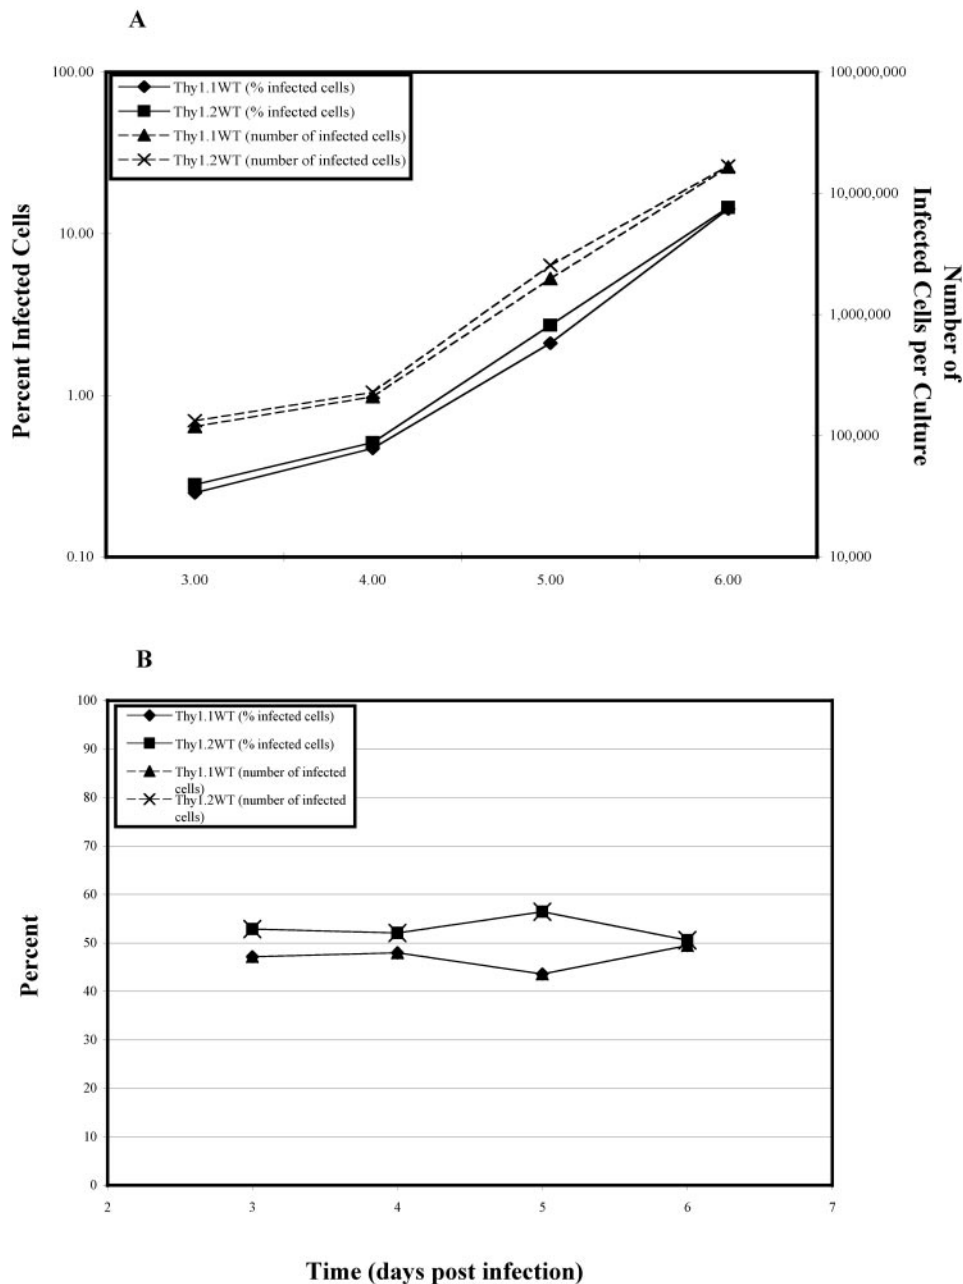 A
100.00
10.00
1.00
0.10
Percent Infected Cells
Thy1.1WT (% infected cells)
Thy1.2WT (% infected cells)
Thy1.1WT (number of infected cells)
Thy1.2WT (number of infected cells)
100,000,000
10,000,000
1,000,000
100,000
10,000
Number of
Infected Cells per Culture
3.00 4.00 5.00 6.00
B
100
90
80
70
60
50
40
30
20
10
0
Percent
Thy1.1WT (% infected cells)
Thy1.2WT (% infected cells)
Thy1.1WT (number of infected
cells)
Thy1.2WT (number of infected
cells)
2 3 4 5 6 7
Time (days post infection)